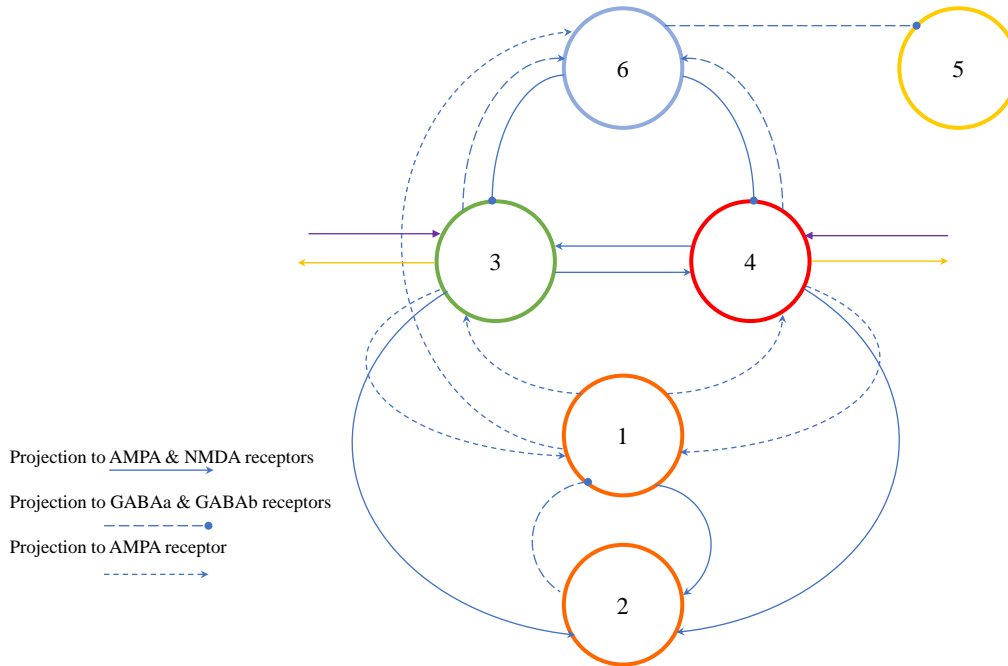 6
5
3
4
1
Projection to AMPA & NMDA receptors
Projection to GABAa & GABAb receptors
Projection to AMPA receptor
2